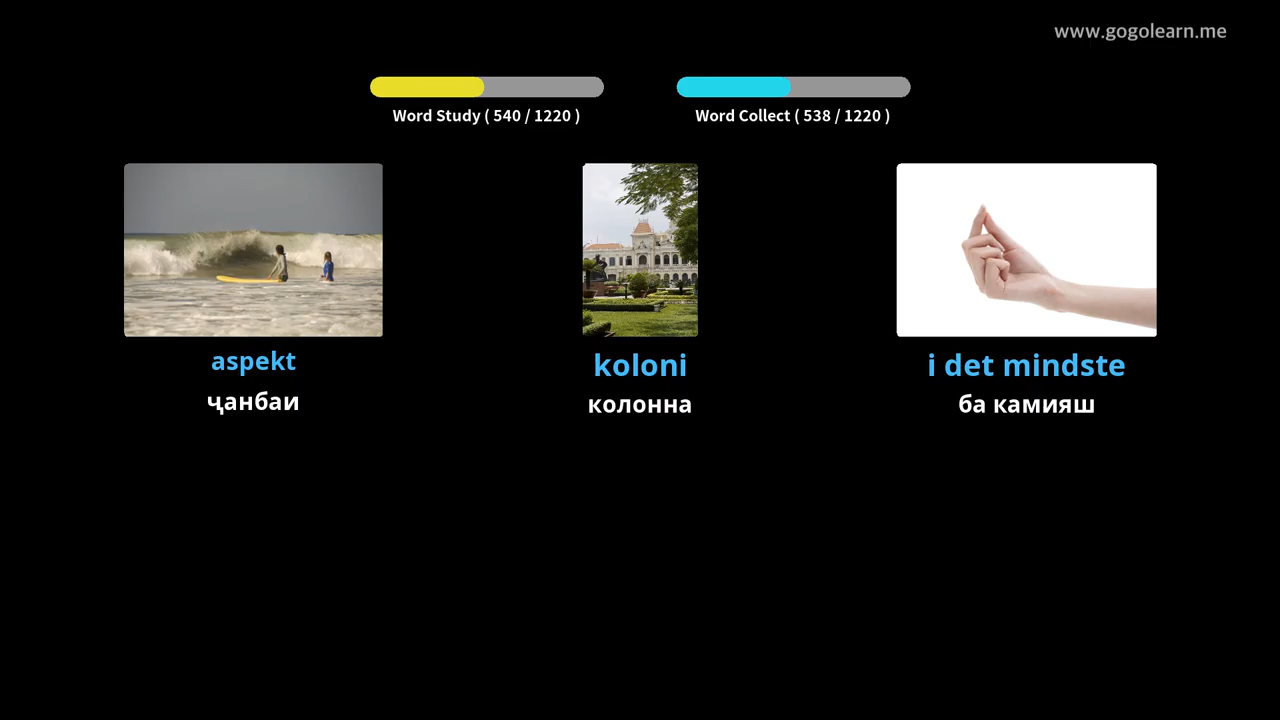 www.gogolearn.me
Word Study ( 540 / 1220 )
Word Collect ( 538 / 1220 )
aspekt
ҷанбаи
koloni
колонна
i det mindste
ба камияш